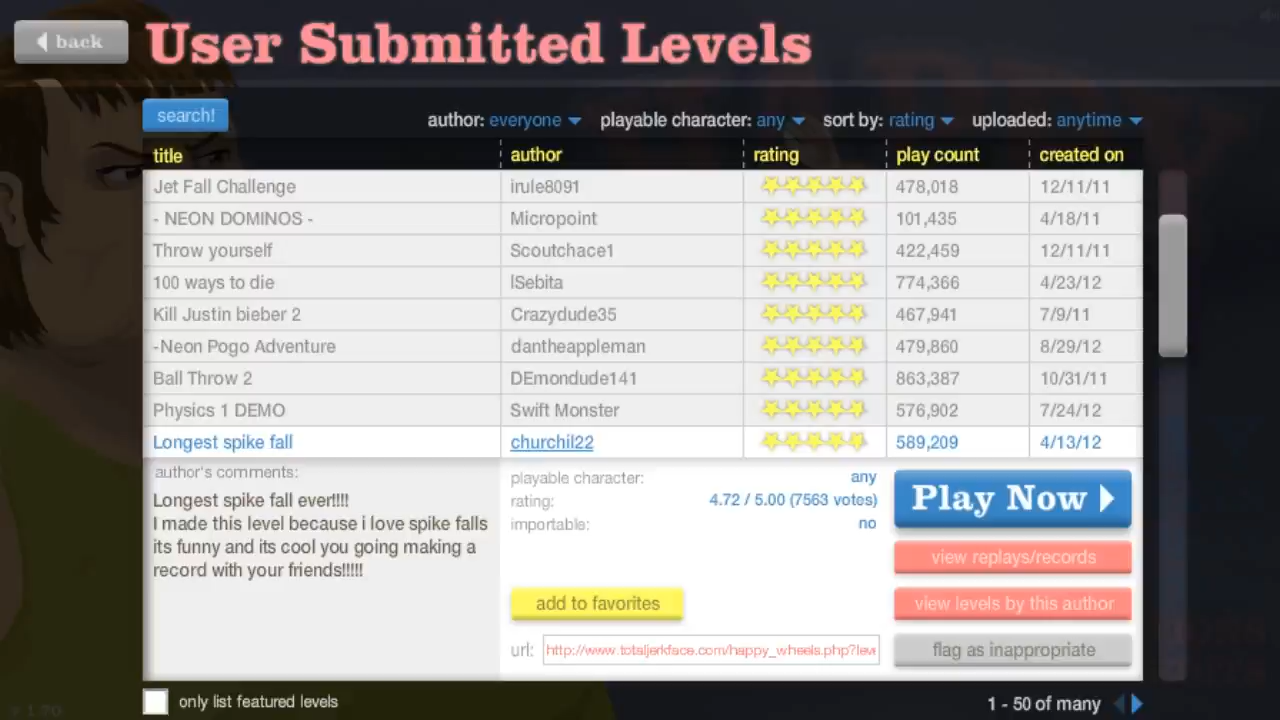 back
User Submitted Levels
search!
author: everyone playable character: any sort by: rating uploaded: anytime
title author rating play count created on
Jet Fall Challenge irule8091 478,018 12/11/11
- NEON DOMINOS - Micropoint 101,435 4/18/11
Throw yourself Scoutchace1 422,459 12/11/11
100 ways to die lSebita 774,366 4/23/12
Kill Justin bieber 2 Crazydude35 467,941 7/9/11
-Neon Pogo Adventure dantheappleman 479,860 8/29/12
Ball Throw 2 DEmondude141 863,387 10/31/11
Physics 1 DEMO Swift Monster 576,902 7/24/12
Longest spike fall churchil22 589,209 4/13/12
author's comments:
Longest spike fall ever!!!!
I made this level because i love spike falls
its funny and its cool you going making a
record with your friends!!!!!
playable character: any
rating: 4.72 / 5.00 (7563 votes)
importable: no
add to favorites
url: http://www.totaljerkface.com/happy_wheels.php?lev
Play Now
view replays/records
view levels by this author
flag as inappropriate
only list featured levels
1 - 50 of many